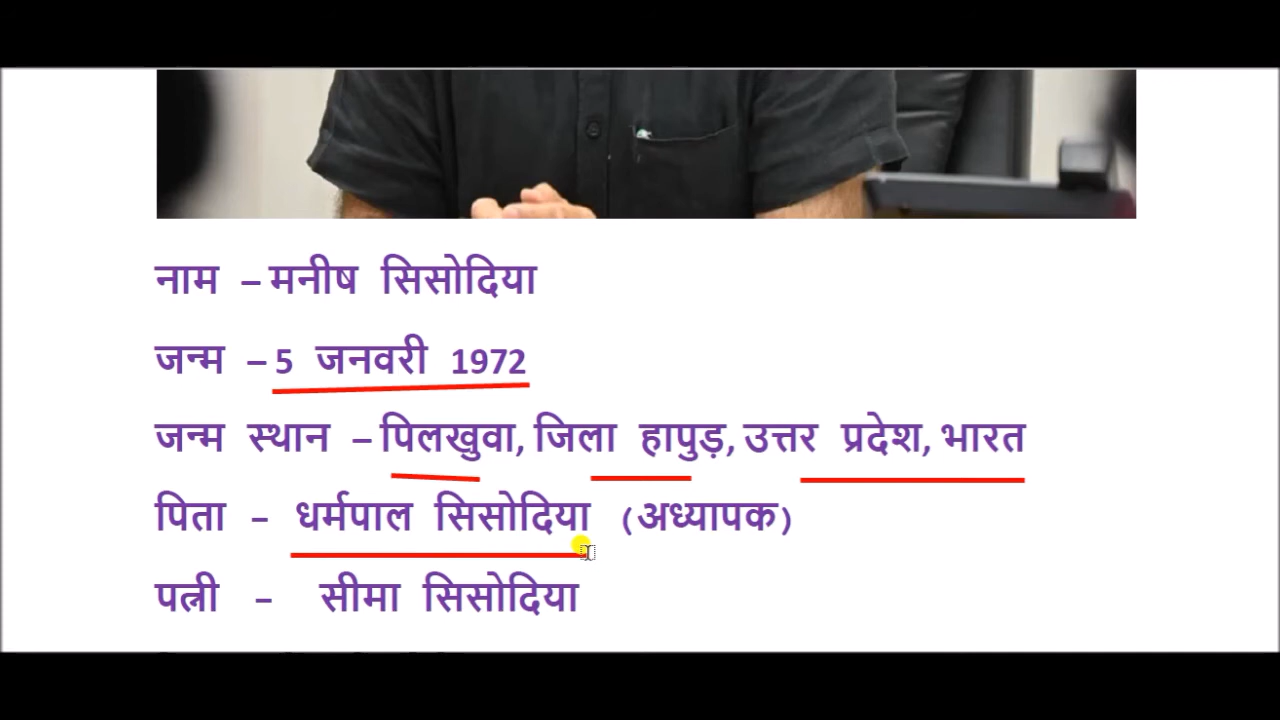 नाम – मनीष सिसोदिया
जन्म – 5 जनवरी 1972
जन्म स्थान – पिलखुवा, जिला हापुड़, उत्तर प्रदेश, भारत
पिता – धर्मपाल सिसोदिया (अध्यापक)
पत्नी – सीमा सिसोदिया